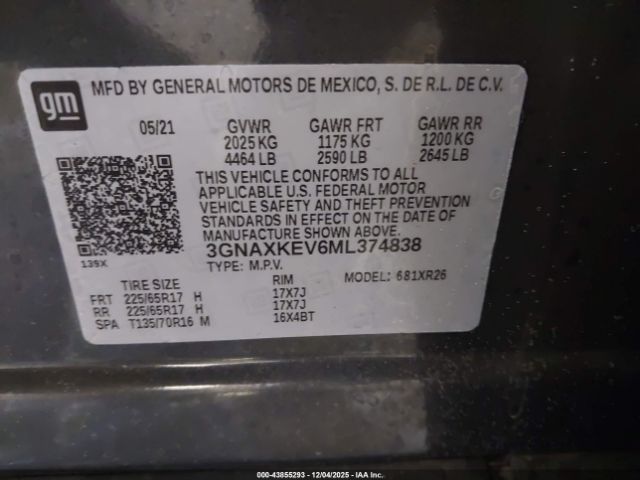 gm
MFD BY GENERAL MOTORS DE MEXICO, S. DE R.L. DE C.V.
05/21 GVWR GAWR FRT GAWR RR
2025 KG 1175 KG 1200 KG
4464 LB 2590 LB 2645 LB
THIS VEHICLE CONFORMS TO ALL
APPLICABLE U.S. FEDERAL MOTOR
VEHICLE SAFETY AND THEFT PREVENTION
STANDARDS IN EFFECT ON THE DATE OF
MANUFACTURE SHOWN ABOVE.
3GNAXKEV6ML374838
139X TYPE: M.P.V. MODEL: 681XR26
TIRE SIZE RIM
FRT 225/65R17 H 17X7J
RR 225/65R17 H 17X7J
SPA T135/70R16 M 16X4BT
000-43855293 - 12/04/2025 - IAA Inc.